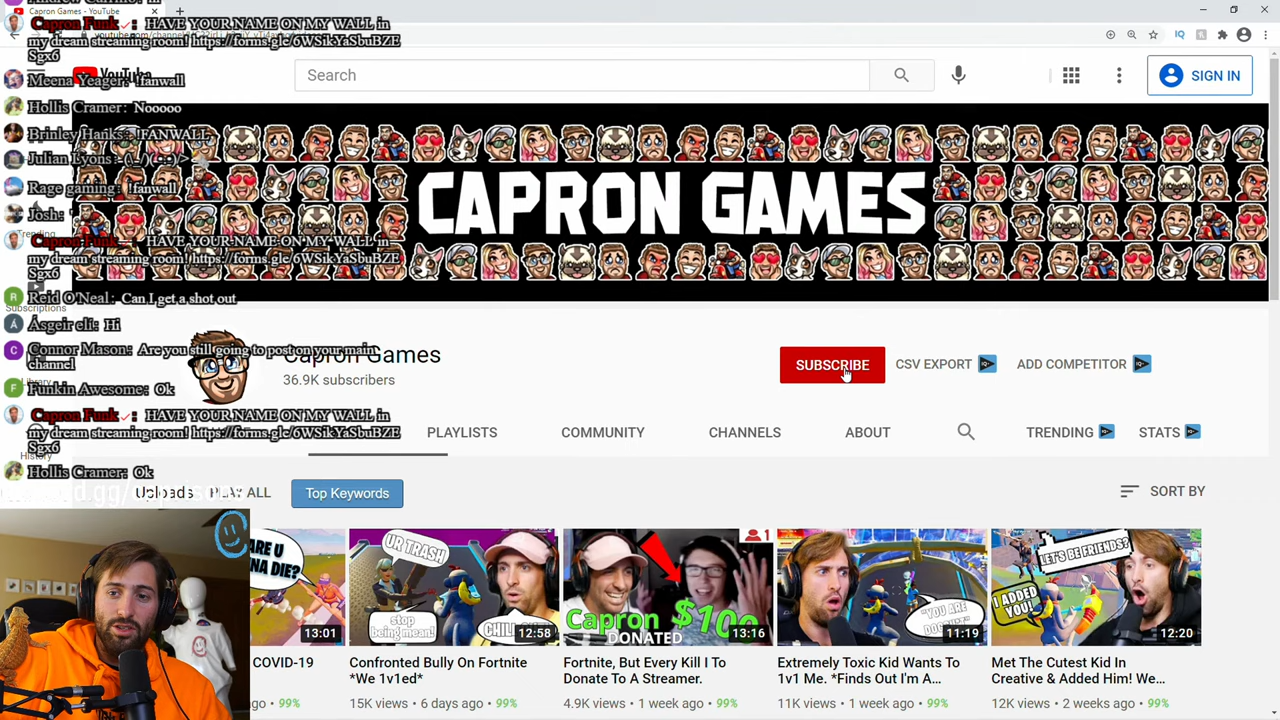 Capron Games - YouTube
Capron Funk HAVE YOUR NAME ON MY WALL in
my dream streaming room! https://forms.gle/6WSikYaSbuBZE
Sgx6
Meena Yeager: !fanwall
Hollis Cramer: Nooooo
Brinley Hanks: !FANWALL
Julian Lyons:
Rage gaming: !fanwall
Josh:
Capron Funk HAVE YOUR NAME ON MY WALL in
my dream streaming room! https://forms.gle/6WSikYaSbuBZE
Sgx6
Reid O'Neal: Can I get a shot out
Subscriptions
Ásgeir elí: Hi
Connor Mason: Are you still going to post on your main
channel
Funkin Awesome: Ok
Capron Funk HAVE YOUR NAME ON MY WALL in
my dream streaming room! https://forms.gle/6WSikYaSbuBZE
Sgx6
History
Hollis Cramer: Ok
Search
SIGN IN
CAPRON GAMES
Capron Games
36.9K subscribers
SUBSCRIBE
CSV EXPORT
ADD COMPETITOR
PLAYLISTS
COMMUNITY
CHANNELS
ABOUT
TRENDING
STATS
Uploads
PLAY ALL
Top Keywords
SORT BY
13:01
COVID-19
99%
UR TRASH
stop
being mean!
12:58
Confronted Bully On Fortnite
*We 1v1ed*
15K views • 6 days ago • 99%
1
Capron $100
DONATED
13:16
Fortnite, But Every Kill I To
Donate To A Streamer.
4.9K views • 1 week ago • 99%
11:19
Extremely Toxic Kid Wants To
1v1 Me. *Finds Out I'm A...
11K views • 1 week ago • 99%
LET'S BE FRIENDS?
I ADDED
YOU!
12:20
Met The Cutest Kid In
Creative & Added Him! We...
12K views • 2 weeks ago • 99%